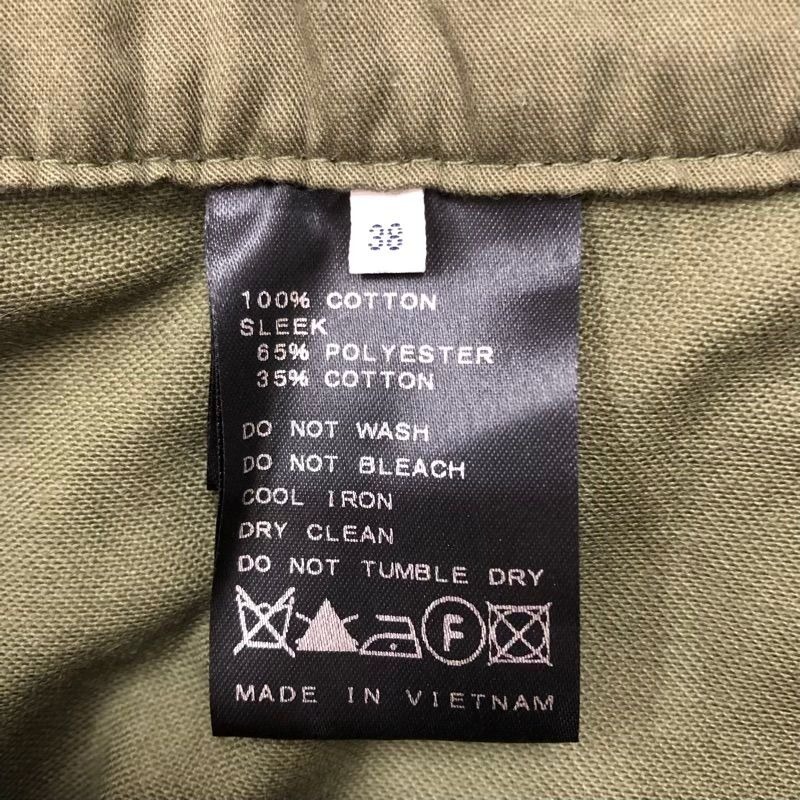 38
100% COTTON
SLEEK
65% POLYESTER
35% COTTON
DO NOT WASH
DO NOT BLEACH
COOL IRON
DRY CLEAN
DO NOT TUMBLE DRY
F
MADE IN VIETNAM